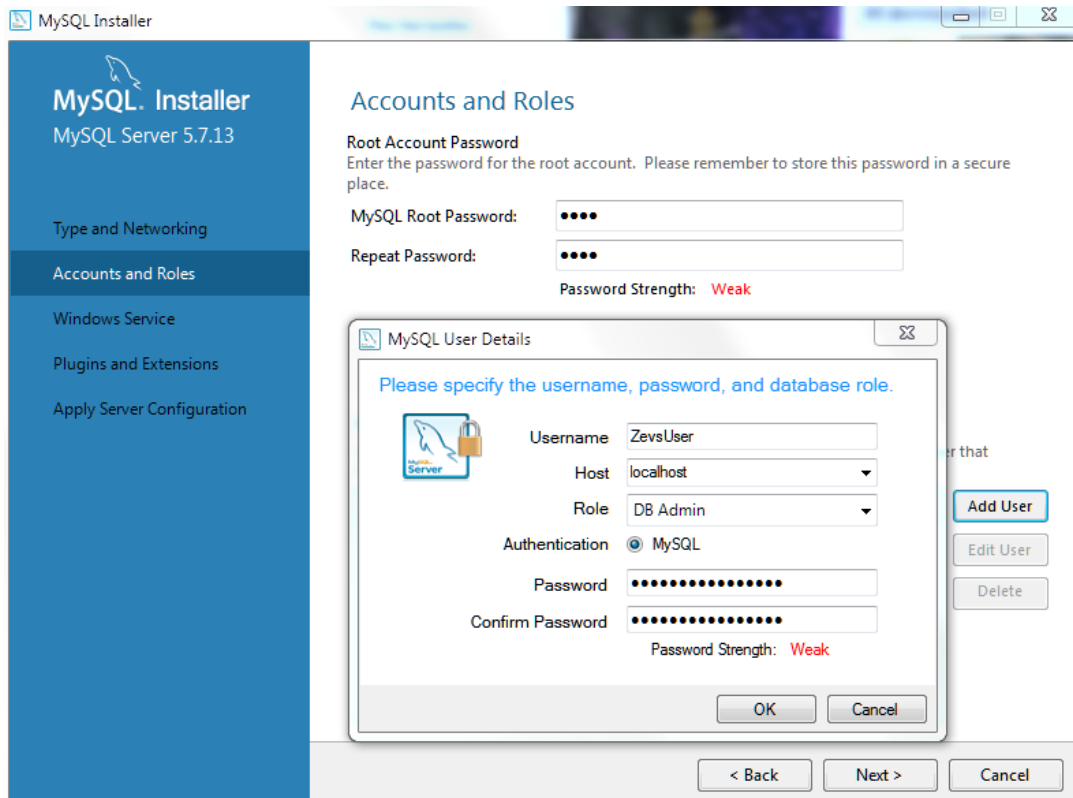 MySQL Installer
MySQL. Installer
MySQL Server 5.7.13
Type and Networking
Accounts and Roles
Windows Service
Plugins and Extensions
Apply Server Configuration
Accounts and Roles
Root Account Password
Enter the password for the root account. Please remember to store this password in a secure
place.
MySQL Root Password: ●●●●
Repeat Password: ●●●●
Password Strength: Weak
MySQL User Details
Please specify the username, password, and database role.
MySQL
Server
Username ZevsUser
Host localhost
Role DB Admin
Authentication MySQL
Password ●●●●●●●●●●●●●●●●
Confirm Password ●●●●●●●●●●●●●●●●
Password Strength: Weak
OK Cancel
that
Add User
Edit User
Delete
< Back Next > Cancel